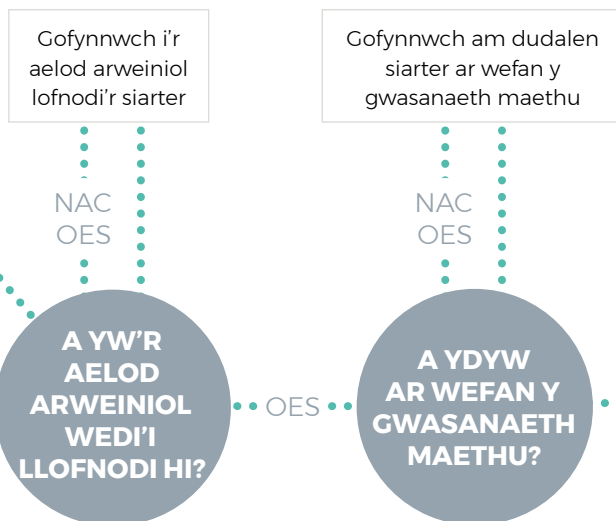 Gofynnwch i'r
aelod arweiniol
lofnodi'r siarter
Gofynnwch am dudalen
siarter ar wefan y
gwasanaeth maethu
NAC
OES
NAC
OES
A YW'R
AELOD
ARWEINIOL
WEDI'I
LLOFNODI HI?
OES
A YDYW
AR WEFAN Y
GWASANAETH
MAETHU?